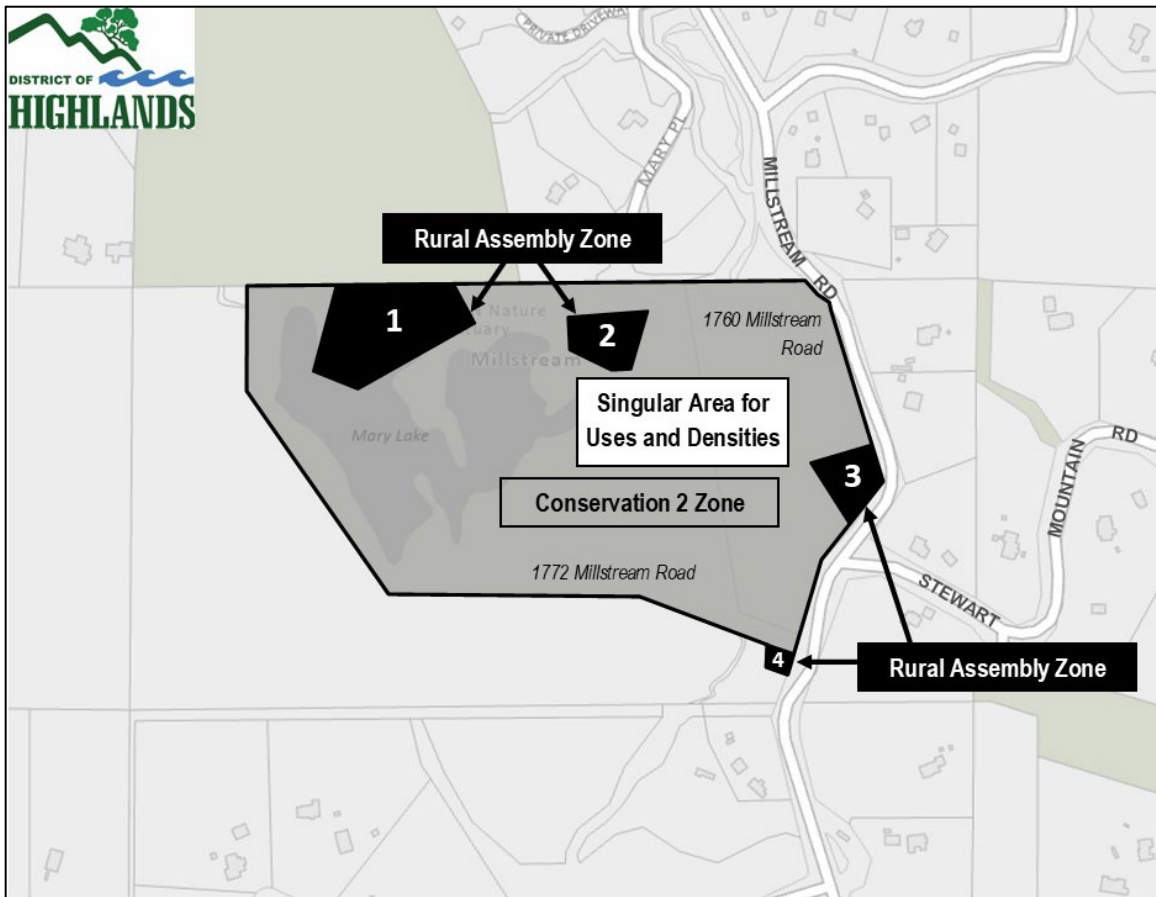 DISTRICT OF
HIGHLANDS
PRIVATE DRIVEWAY
MARY PL
MILLSTREAM RD
Rural Assembly Zone
1
2
Nature
Millstream
1760 Millstream
Road
Singular Area for
Uses and Densities
Mary Lake
3
Conservation 2 Zone
MOUNTAIN RD
1772 Millstream Road
STEWART
4
Rural Assembly Zone